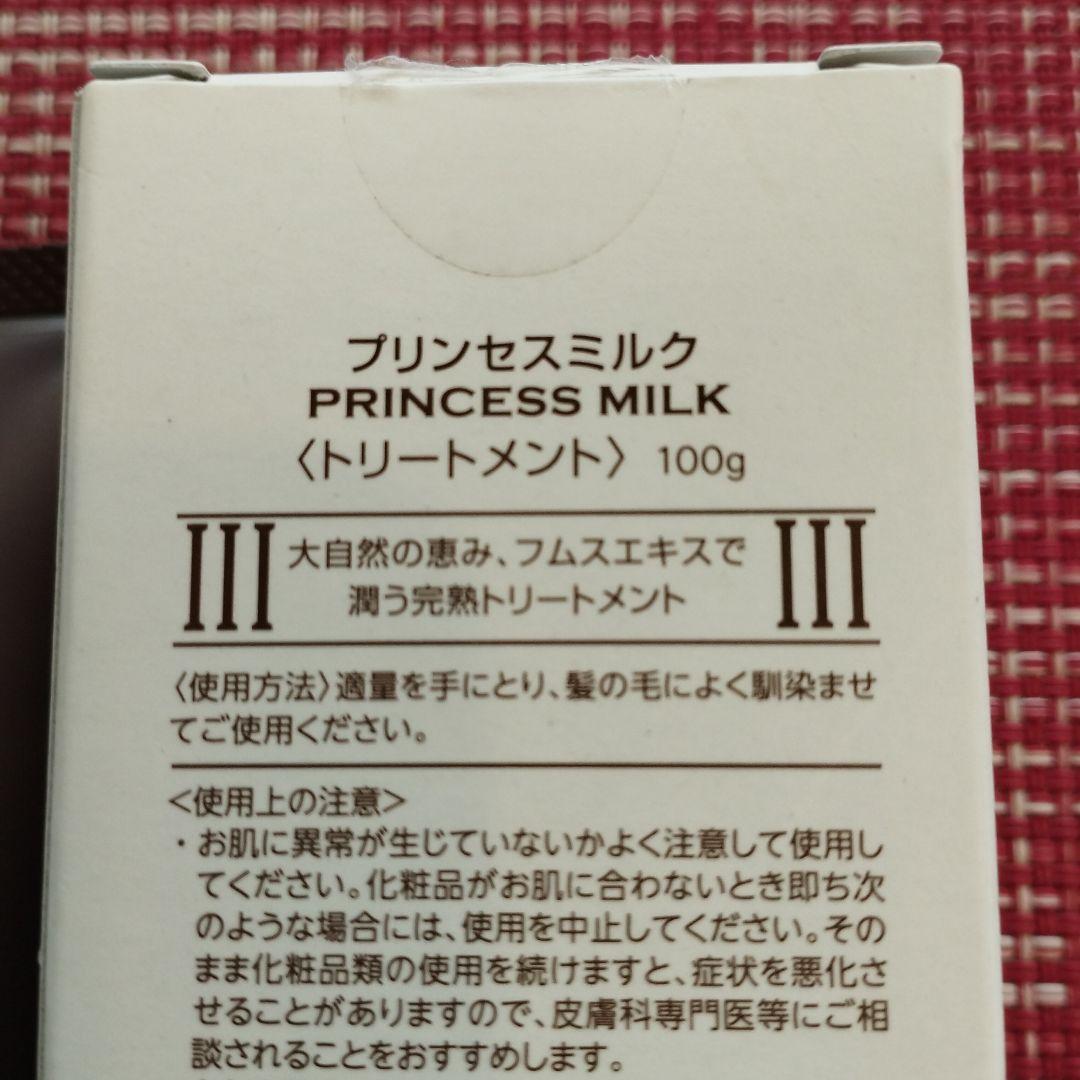 プリンセスミルク
PRINCESS MILK
〈トリートメント〉 100g
大自然の恵み、フムスエキスで
潤う完熟トリートメント
〈使用方法〉適量を手にとり、髪の毛によく馴染ませ
てご使用ください。
＜使用上の注意＞
・お肌に異常が生じていないかよく注意して使用し
てください。化粧品がお肌に合わないとき即ち次
のような場合には、使用を中止してください。その
まま化粧品類の使用を続けますと、症状を悪化さ
せることがありますので、皮膚科専門医等にご相
談されることをおすすめします。